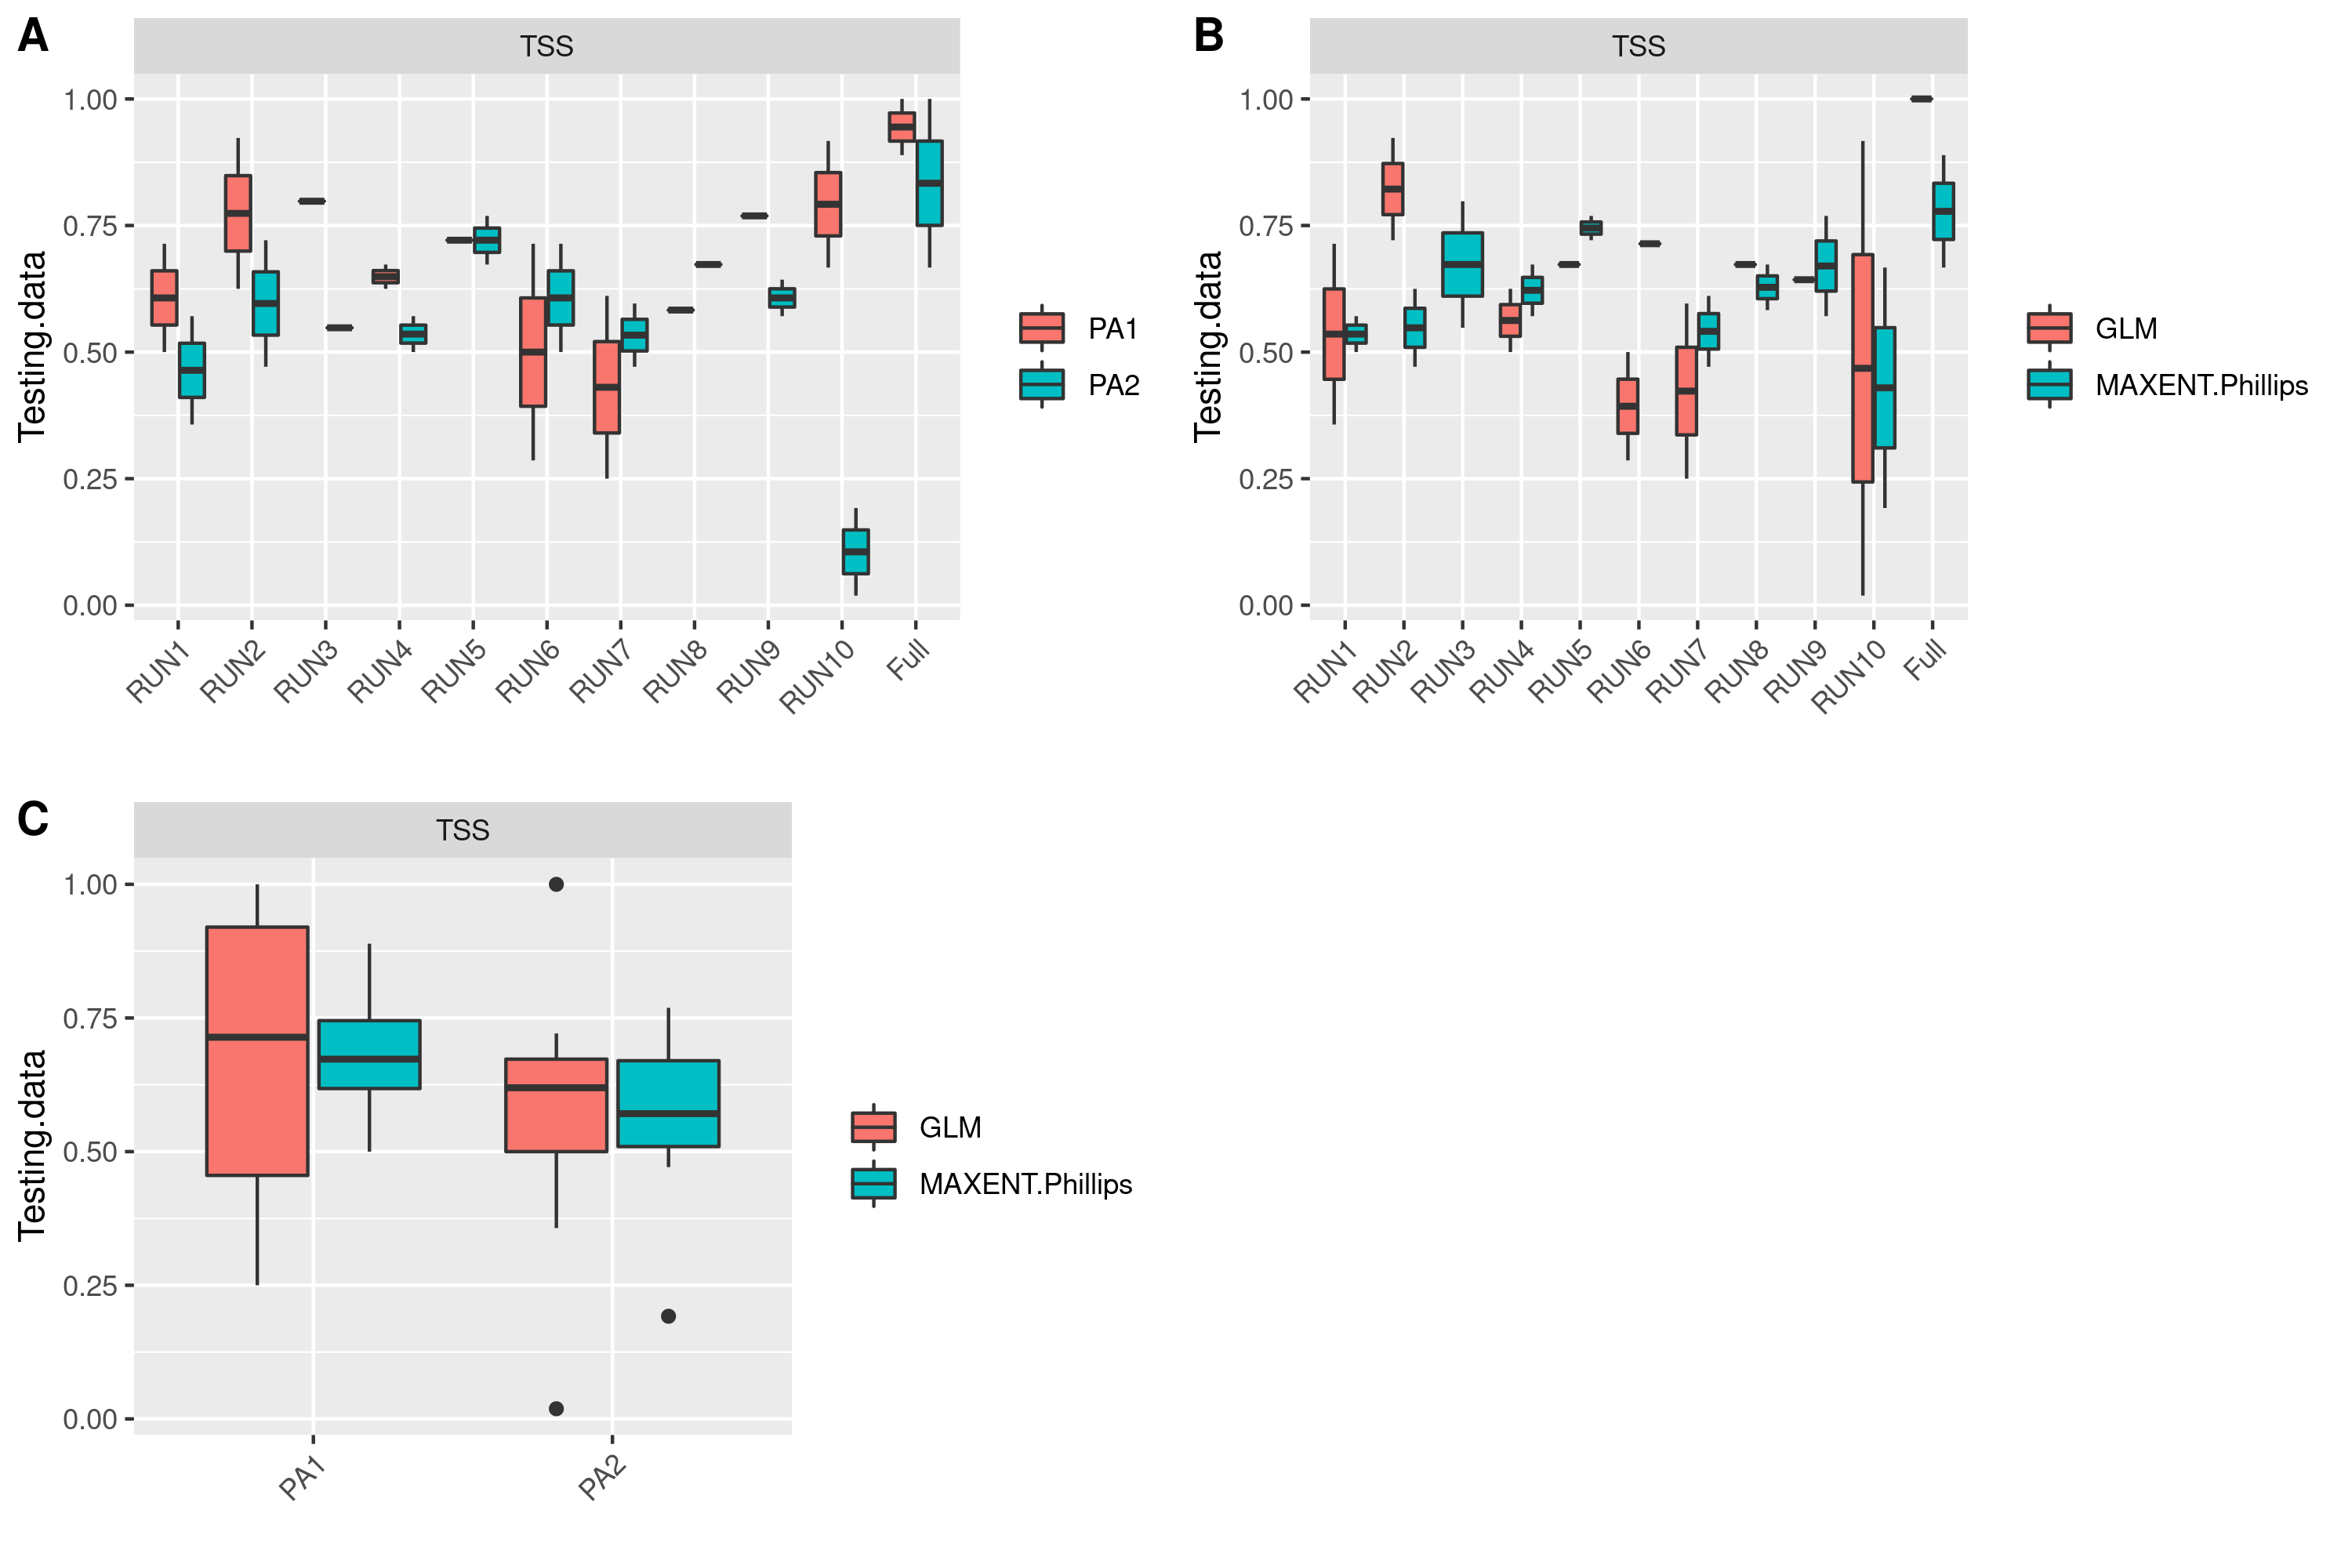 A
TSS
1.00
0.75
0.50
0.25
0.00
Testing.data
RUN1
RUN2
RUN3
RUN4
RUN5
RUN6
RUN7
RUN8
RUN9
RUN10
Full
PA1
PA2
B
TSS
1.00
0.75
0.50
0.25
0.00
Testing.data
RUN1
RUN2
RUN3
RUN4
RUN5
RUN6
RUN7
RUN8
RUN9
RUN10
Full
GLM
MAXENT.Phillips
C
TSS
1.00
0.75
0.50
0.25
0.00
Testing.data
PA1
PA2
GLM
MAXENT.Phillips